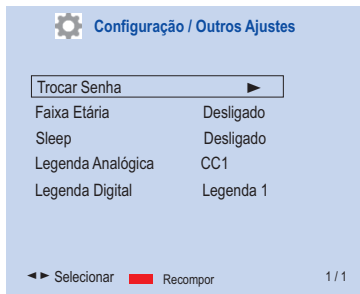 Configuração / Outros Ajustes
Trocar Senha ►
Faixa Etária Desligado
Sleep Desligado
Legenda Analógica CC1
Legenda Digital Legenda 1
◄► Selecionar Recompor 1 / 1